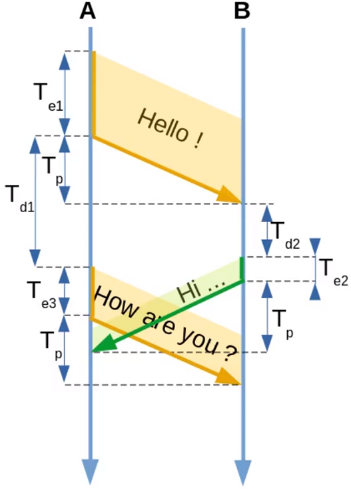 A
B
Te1
Hello !
Tp
Td1
Td2
Te2
Hi ...
Te3
How are you ?
Tp
Tp